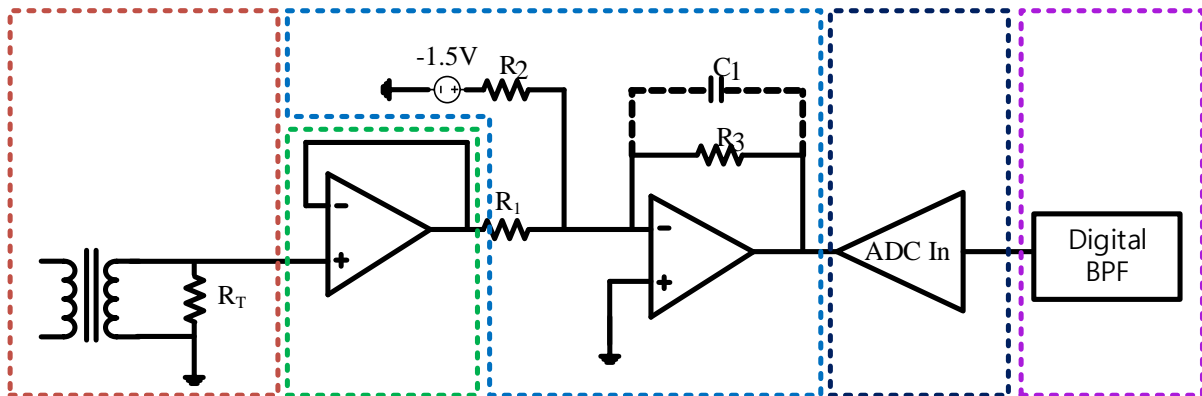 -1.5V
R2
C1
R3
R1
RT
ADC In
Digital
BPF